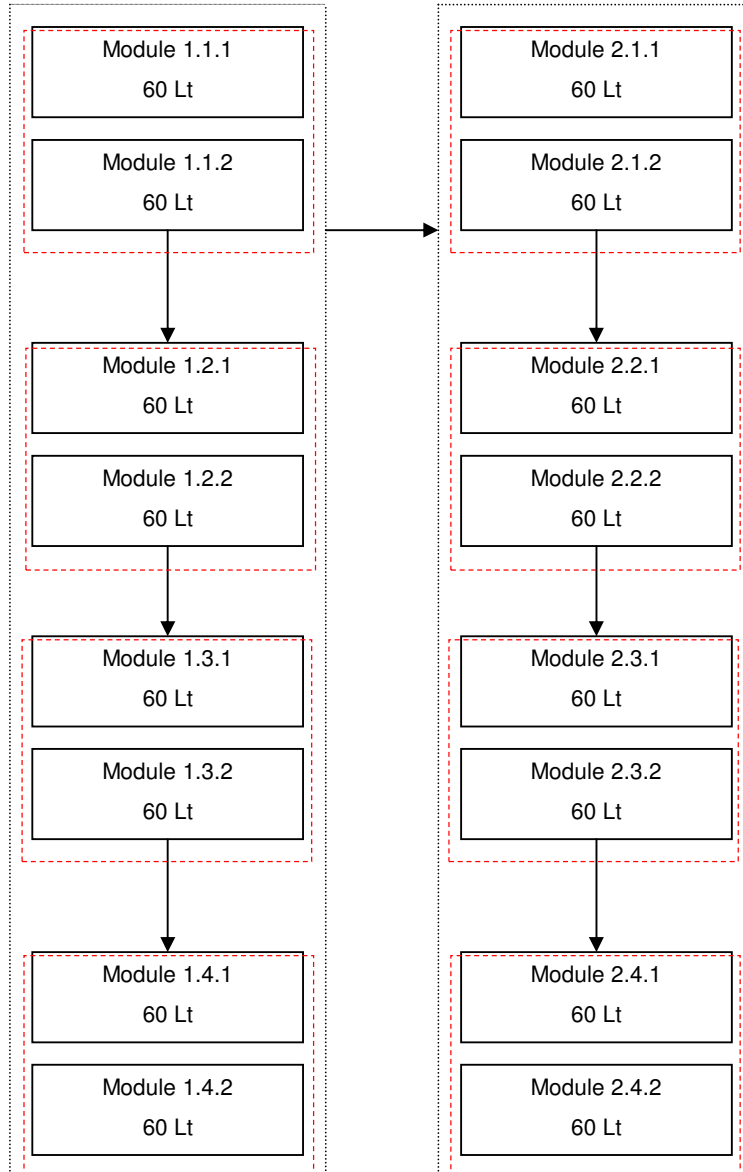 Module 1.1.1
60 Lt
Module 1.1.2
60 Lt
Module 1.2.1
60 Lt
Module 1.2.2
60 Lt
Module 1.3.1
60 Lt
Module 1.3.2
60 Lt
Module 1.4.1
60 Lt
Module 1.4.2
60 Lt
Module 2.1.1
60 Lt
Module 2.1.2
60 Lt
Module 2.2.1
60 Lt
Module 2.2.2
60 Lt
Module 2.3.1
60 Lt
Module 2.3.2
60 Lt
Module 2.4.1
60 Lt
Module 2.4.2
60 Lt